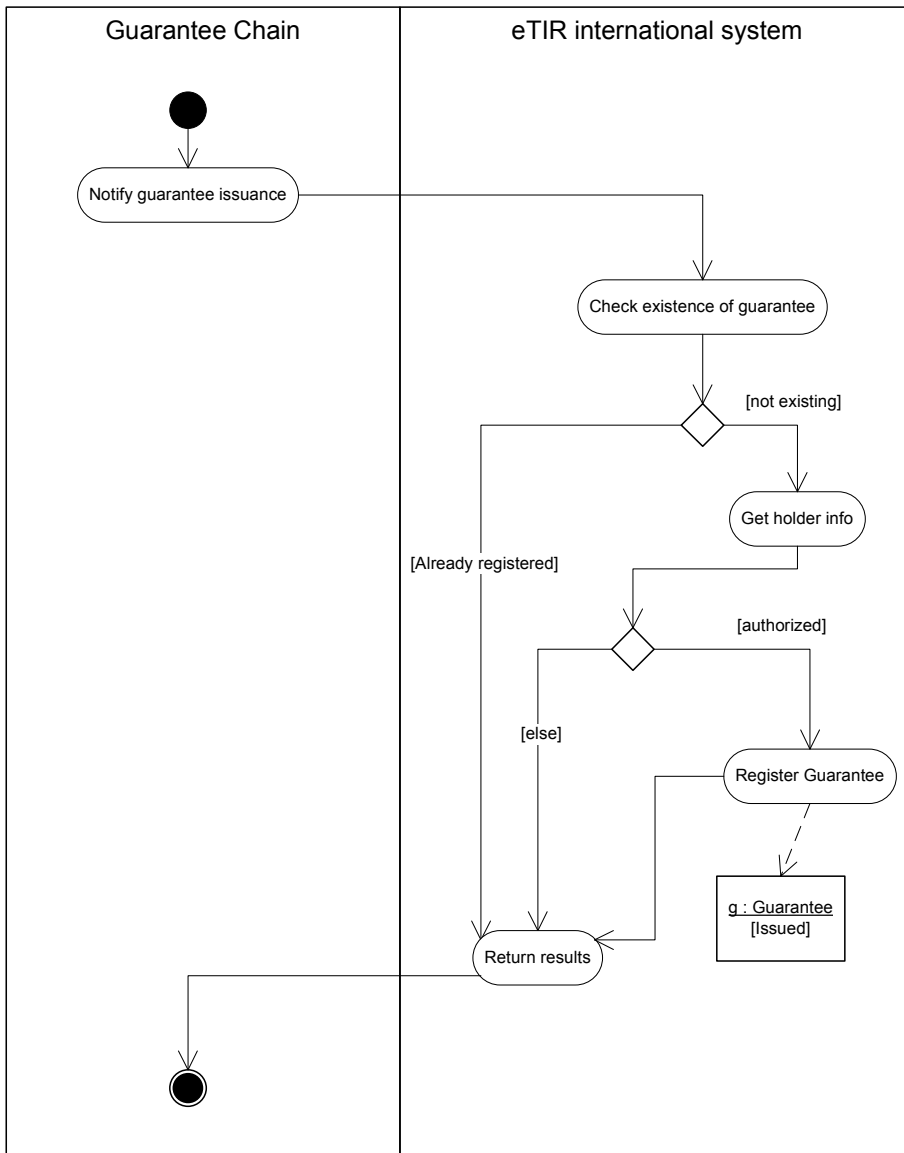 Guarantee Chain
eTIR international system
Notify guarantee issuance
Check existence of guarantee
[not existing]
Get holder info
[Already registered]
[authorized]
[else]
Register Guarantee
g : Guarantee
[Issued]
Return results